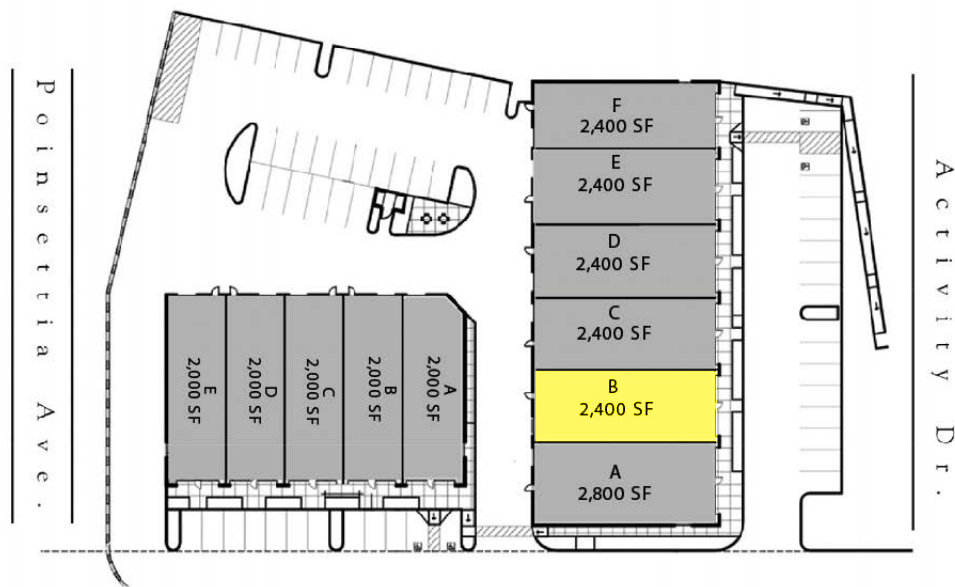 Poinsettia Ave.
F
2,400 SF
E
2,400 SF
D
2,400 SF
C
2,400 SF
B
2,400 SF
A
2,800 SF
E
2,000 SF
D
2,000 SF
C
2,000 SF
B
2,000 SF
A
2,000 SF
Activity Dr.